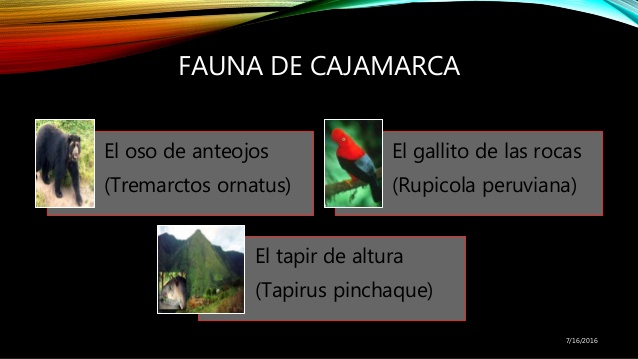 FAUNA DE CAJAMARCA
El oso de anteojos
(Tremarctos ornatus)
El gallito de las rocas
(Rupicola peruviana)
El tapir de altura
(Tapirus pinchaque)
7/16/2016